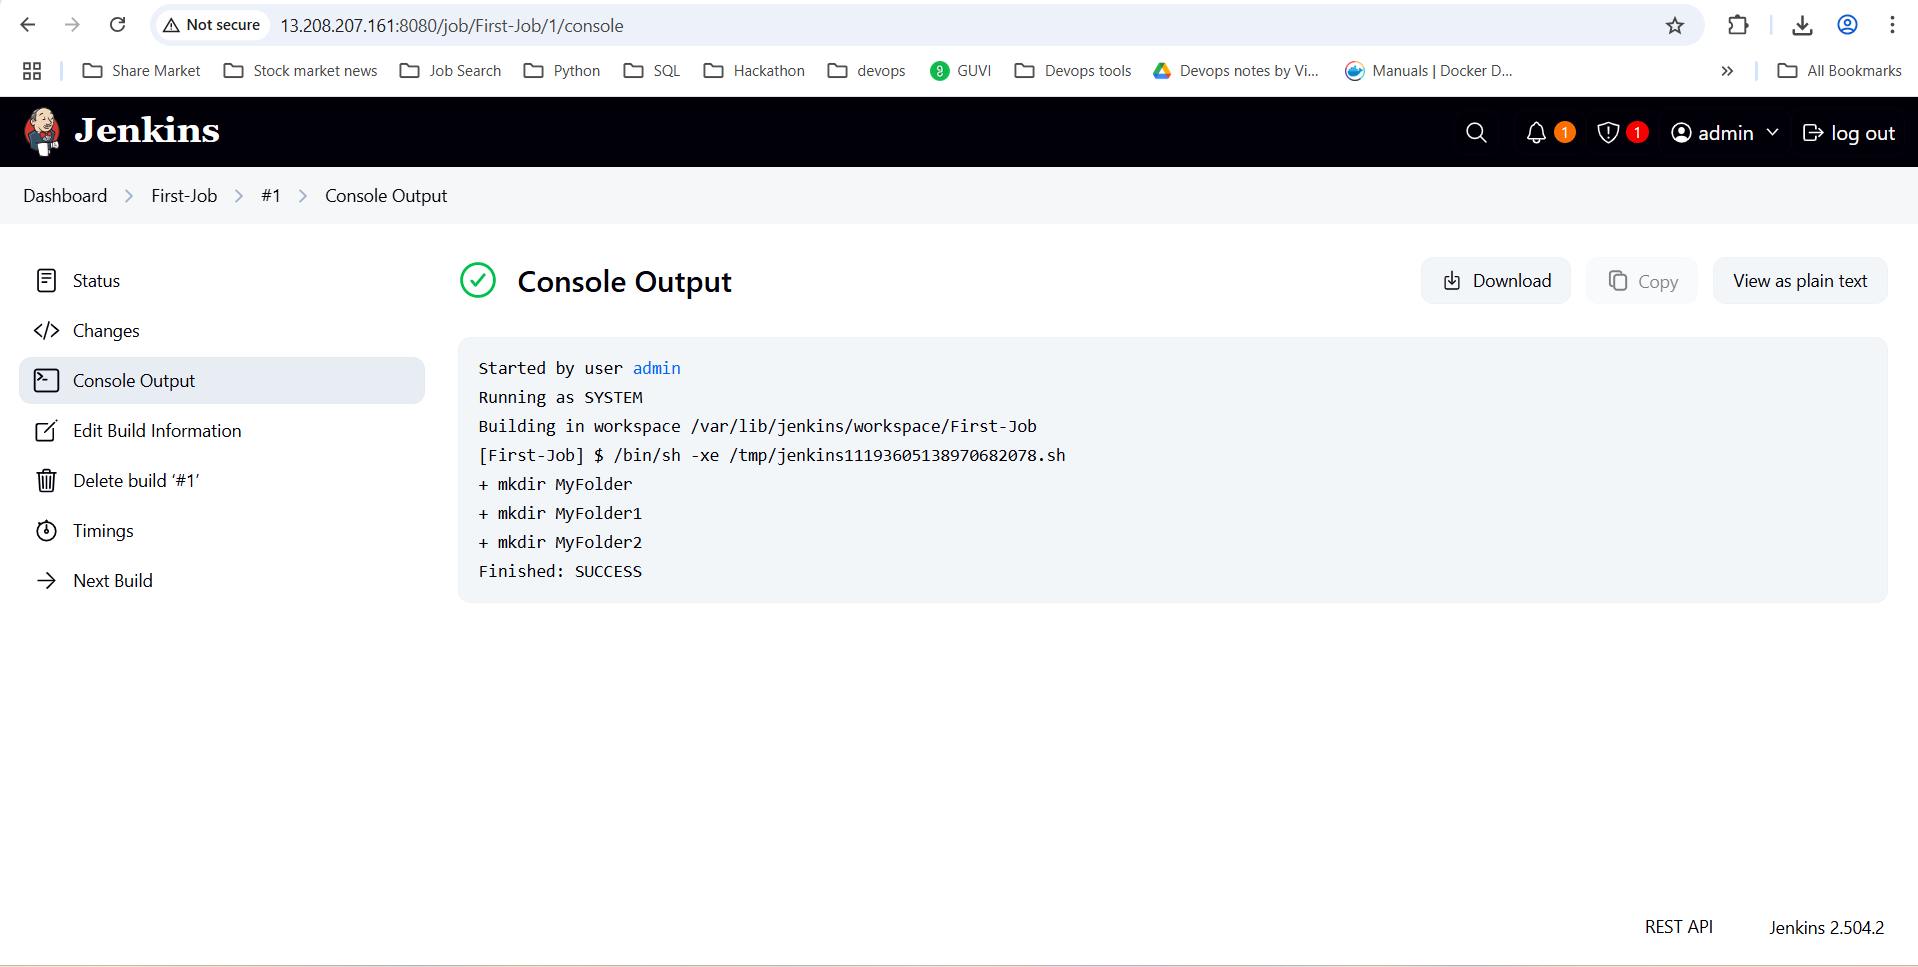 Not secure 13.208.207.161:8080/job/First-Job/1/console
Share Market Stock market news Job Search Python SQL Hackathon devops GUVI Devops tools Devops notes by Vi... Manuals | Docker D... » All Bookmarks
Jenkins 1 1 admin log out
Dashboard First-Job #1 Console Output
Status
Changes
Console Output
Edit Build Information
Delete build ‘#1’
Timings
Next Build
Console Output Download Copy View as plain text
Started by user admin
Running as SYSTEM
Building in workspace /var/lib/jenkins/workspace/First-Job
[First-Job] $ /bin/sh -xe /tmp/jenkins11193605138970682078.sh
+ mkdir MyFolder
+ mkdir MyFolder1
+ mkdir MyFolder2
Finished: SUCCESS
REST API Jenkins 2.504.2